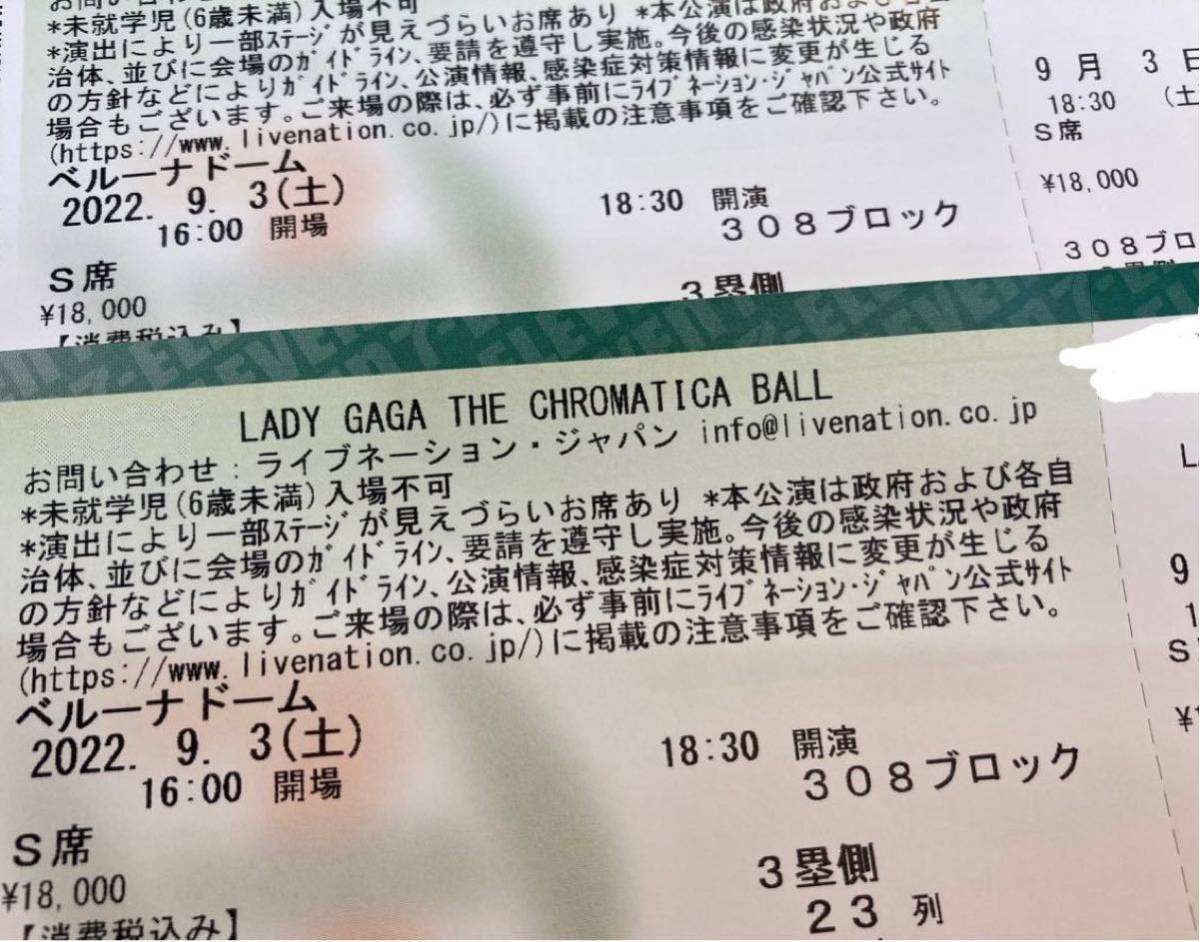 *未就学児(6歳未満)入場不可
*演出により一部ｽﾃｰｼﾞが見えづらいお席あり *本公演は政府および各自
治体、並びに会場のｶﾞｲﾄﾞﾗｲﾝ、要請を遵守し実施。今後の感染状況や政府
の方針などによりｶﾞｲﾄﾞﾗｲﾝ、公演情報、感染症対策情報に変更が生じる
場合もございます。ご来場の際は、必ず事前にﾗｲﾌﾞﾈｰｼｮﾝ・ｼﾞｬﾊﾟﾝ公式サイト
(https://www.livenation.co.jp/)に掲載の注意事項をご確認下さい。
ベルーナドーム
2022. 9. 3(土)
18:30 開演
16:00 開場
308ブロック
S席
3塁側
¥18,000
【消費税込み】
9 月 3 日
18:30 (土
S席
¥18,000
308ブロ
7-ELEVEn
LADY GAGA THE CHROMATICA BALL
お問い合わせ：ライブネーション・ジャパン info@livenation.co.jp
*未就学児(6歳未満)入場不可
*演出により一部ｽﾃｰｼﾞが見えづらいお席あり *本公演は政府および各自
治体、並びに会場のｶﾞｲﾄﾞﾗｲﾝ、要請を遵守し実施。今後の感染状況や政府
の方針などによりｶﾞｲﾄﾞﾗｲﾝ、公演情報、感染症対策情報に変更が生じる
場合もございます。ご来場の際は、必ず事前にﾗｲﾌﾞﾈｰｼｮﾝ・ｼﾞｬﾊﾟﾝ公式サイト
(https://www.livenation.co.jp/)に掲載の注意事項をご確認下さい。
ベルーナドーム
2022. 9. 3(土)
18:30 開演
16:00 開場
308ブロック
S席
3塁側
¥18,000
23 列
【消費税込み】
L
9
1
S
¥